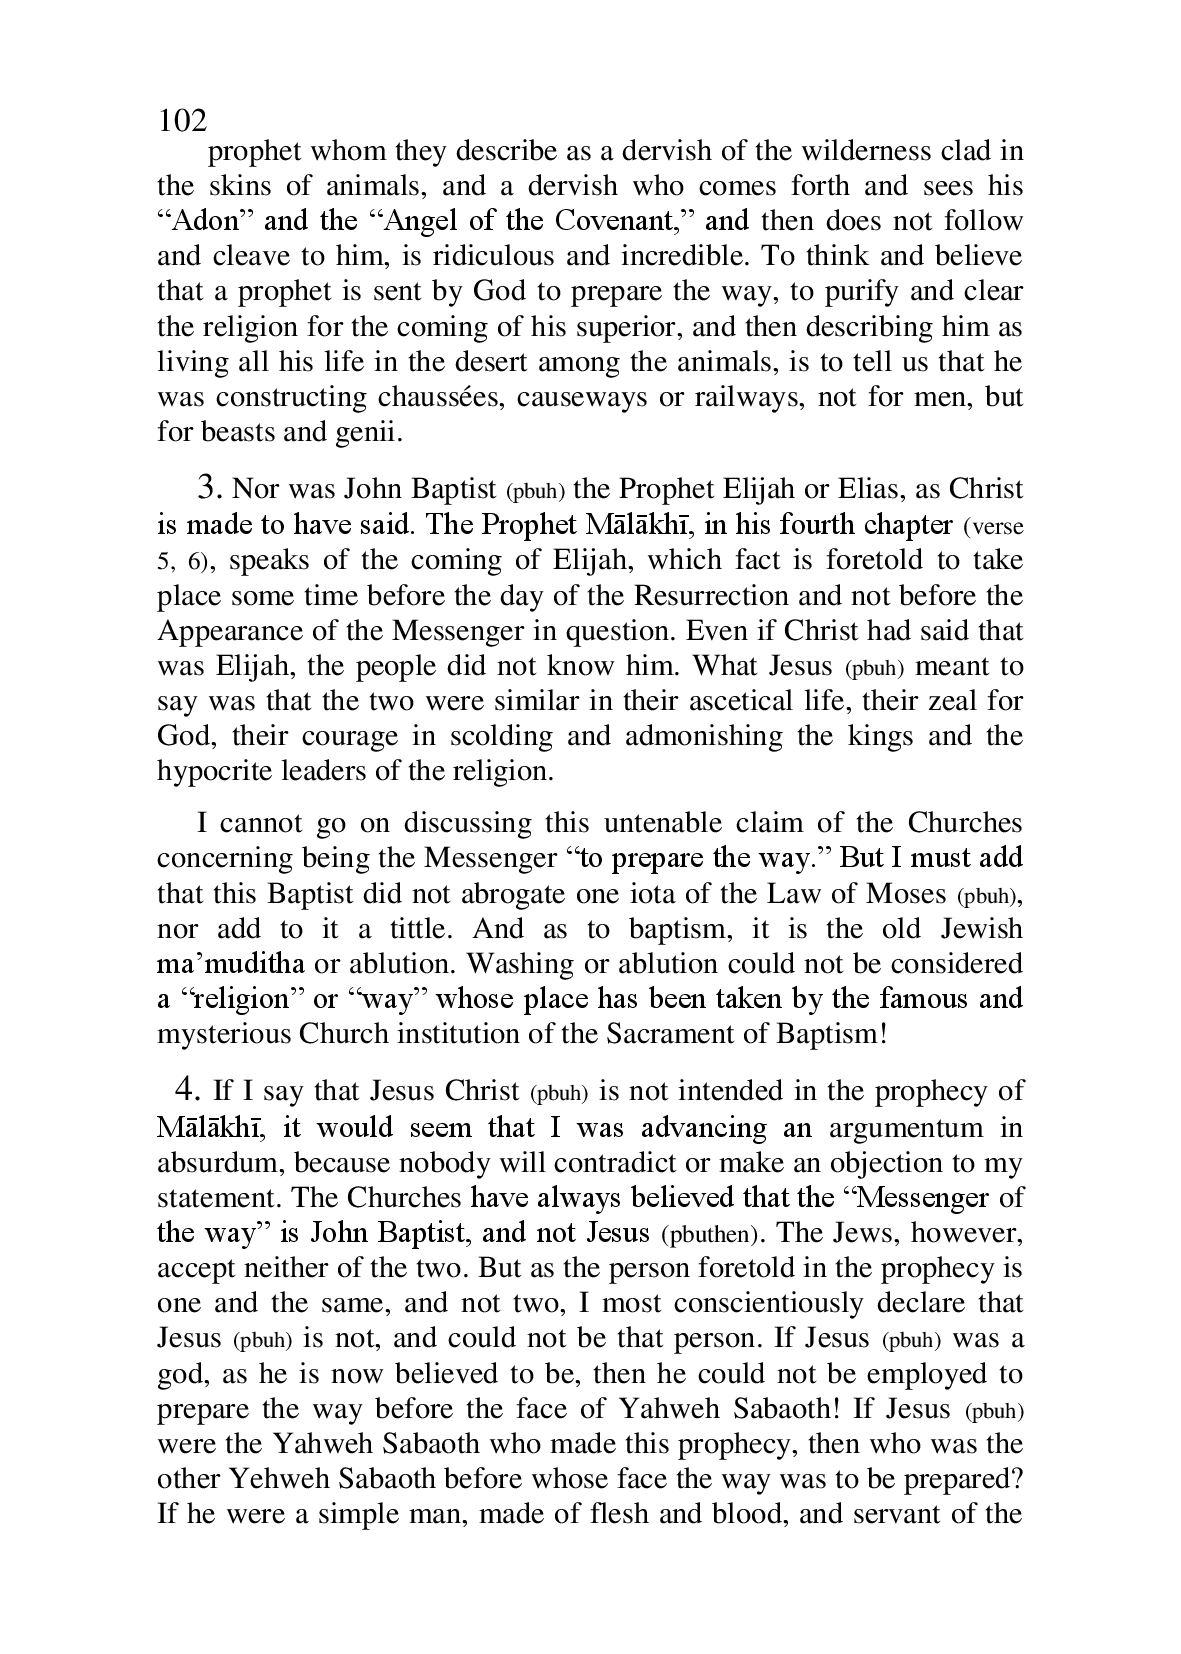 102
prophet whom they describe as a dervish of the wilderness clad in
the skins of animals, and a dervish who comes forth and sees his
“Adon” and the “Angel of the Covenant,” and then does not follow
and cleave to him, is ridiculous and incredible. To think and believe
that a prophet is sent by God to prepare the way, to purify and clear
the religion for the coming of his superior, and then describing him as
living all his life in the desert among the animals, is to tell us that he
was constructing chaussées, causeways or railways, not for men, but
for beasts and genii.
3. Nor was John Baptist (pbuh) the Prophet Elijah or Elias, as Christ
is made to have said. The Prophet Mālākhī, in his fourth chapter (verse
5, 6), speaks of the coming of Elijah, which fact is foretold to take
place some time before the day of the Resurrection and not before the
Appearance of the Messenger in question. Even if Christ had said that
was Elijah, the people did not know him. What Jesus (pbuh) meant to
say was that the two were similar in their ascetical life, their zeal for
God, their courage in scolding and admonishing the kings and the
hypocrite leaders of the religion.
I cannot go on discussing this untenable claim of the Churches
concerning being the Messenger “to prepare the way.” But I must add
that this Baptist did not abrogate one iota of the Law of Moses (pbuh),
nor add to it a tittle. And as to baptism, it is the old Jewish
ma’muditha or ablution. Washing or ablution could not be considered
a “religion” or “way” whose place has been taken by the famous and
mysterious Church institution of the Sacrament of Baptism!
4. If I say that Jesus Christ (pbuh) is not intended in the prophecy of
Mālākhī, it would seem that I was advancing an argumentum in
absurdum, because nobody will contradict or make an objection to my
statement. The Churches have always believed that the “Messenger of
the way” is John Baptist, and not Jesus (pbuthen). The Jews, however,
accept neither of the two. But as the person foretold in the prophecy is
one and the same, and not two, I most conscientiously declare that
Jesus (pbuh) is not, and could not be that person. If Jesus (pbuh) was a
god, as he is now believed to be, then he could not be employed to
prepare the way before the face of Yahweh Sabaoth! If Jesus (pbuh)
were the Yahweh Sabaoth who made this prophecy, then who was the
other Yehweh Sabaoth before whose face the way was to be prepared?
If he were a simple man, made of flesh and blood, and servant of the